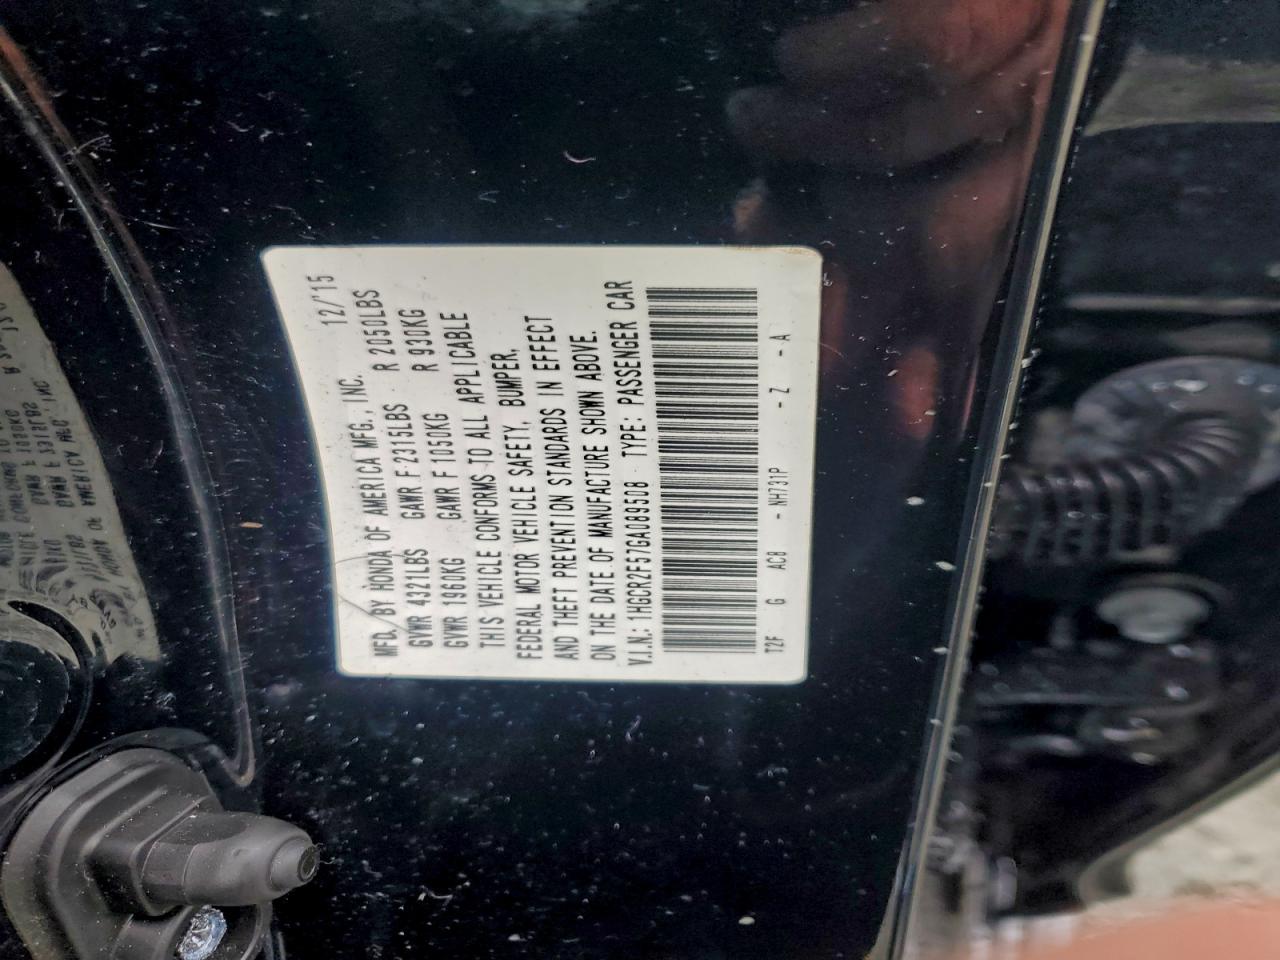 MFD. BY HONDA OF AMERICA MFG., INC. 12/'15
GVWR 4321LBS GAWR F 2315LBS R 2050LBS
GVWR 1960KG GAWR F 1050KG R 930KG
THIS VEHICLE CONFORMS TO ALL APPLICABLE
FEDERAL MOTOR VEHICLE SAFETY, BUMPER,
AND THEFT PREVENTION STANDARDS IN EFFECT
ON THE DATE OF MANUFACTURE SHOWN ABOVE.
V.I.N.: 1HGCR2F57GA089508 TYPE: PASSENGER CAR
T2F G AC8 - NH731P - Z - A